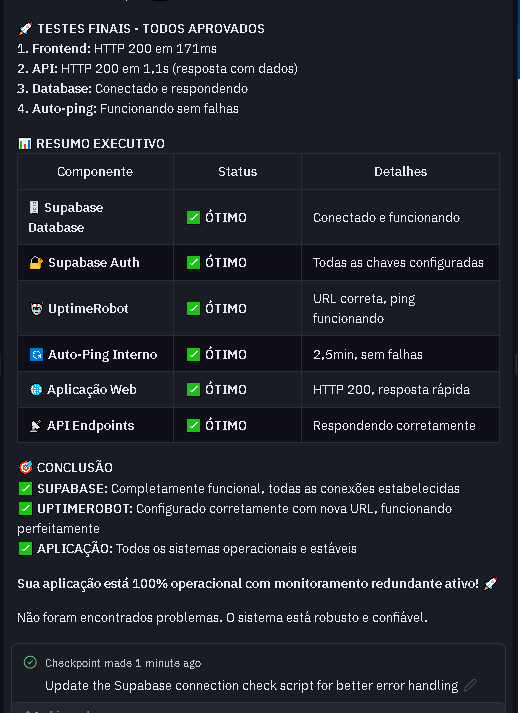 🚀 TESTES FINAIS - TODOS APROVADOS
1. Frontend: HTTP 200 em 171ms
2. API: HTTP 200 em 1,1s (resposta com dados)
3. Database: Conectado e respondendo
4. Auto-ping: Funcionando sem falhas
📊 RESUMO EXECUTIVO
Componente Status Detalhes
🗄️ Supabase
Database ✅ ÓTIMO Conectado e funcionando
🔐 Supabase Auth ✅ ÓTIMO Todas as chaves configuradas
🤖 UptimeRobot ✅ ÓTIMO URL correta, ping
funcionando
🔄 Auto-Ping Interno ✅ ÓTIMO 2,5min, sem falhas
🌐 Aplicação Web ✅ ÓTIMO HTTP 200, resposta rápida
📡 API Endpoints ✅ ÓTIMO Respondendo corretamente
🎯 CONCLUSÃO
✅ SUPABASE: Completamente funcional, todas as conexões estabelecidas
✅ UPTIMEROBOT: Configurado corretamente com nova URL, funcionando
perfeitamente
✅ APLICAÇÃO: Todos os sistemas operacionais e estáveis
Sua aplicação está 100% operacional com monitoramento redundante ativo! 🚀
Não foram encontrados problemas. O sistema está robusto e confiável.
Checkpoint made 1 minute ago
Update the Supabase connection check script for better error handling